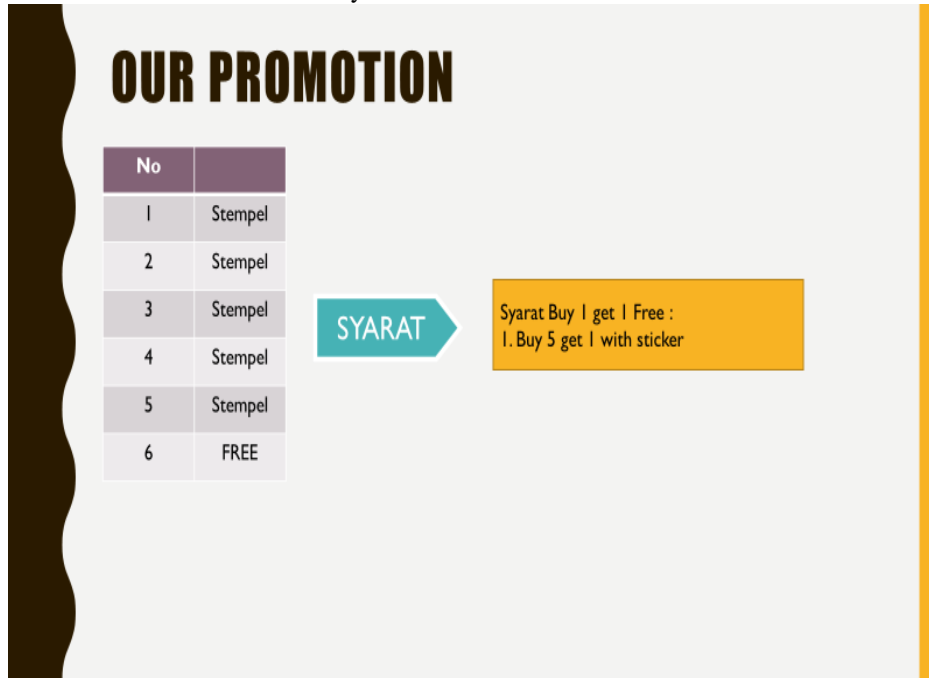 OUR PROMOTION
No
1 Stempel
2 Stempel
3 Stempel
4 Stempel
5 Stempel
6 FREE
SYARAT
Syarat Buy 1 get 1 Free :
1. Buy 5 get 1 with sticker